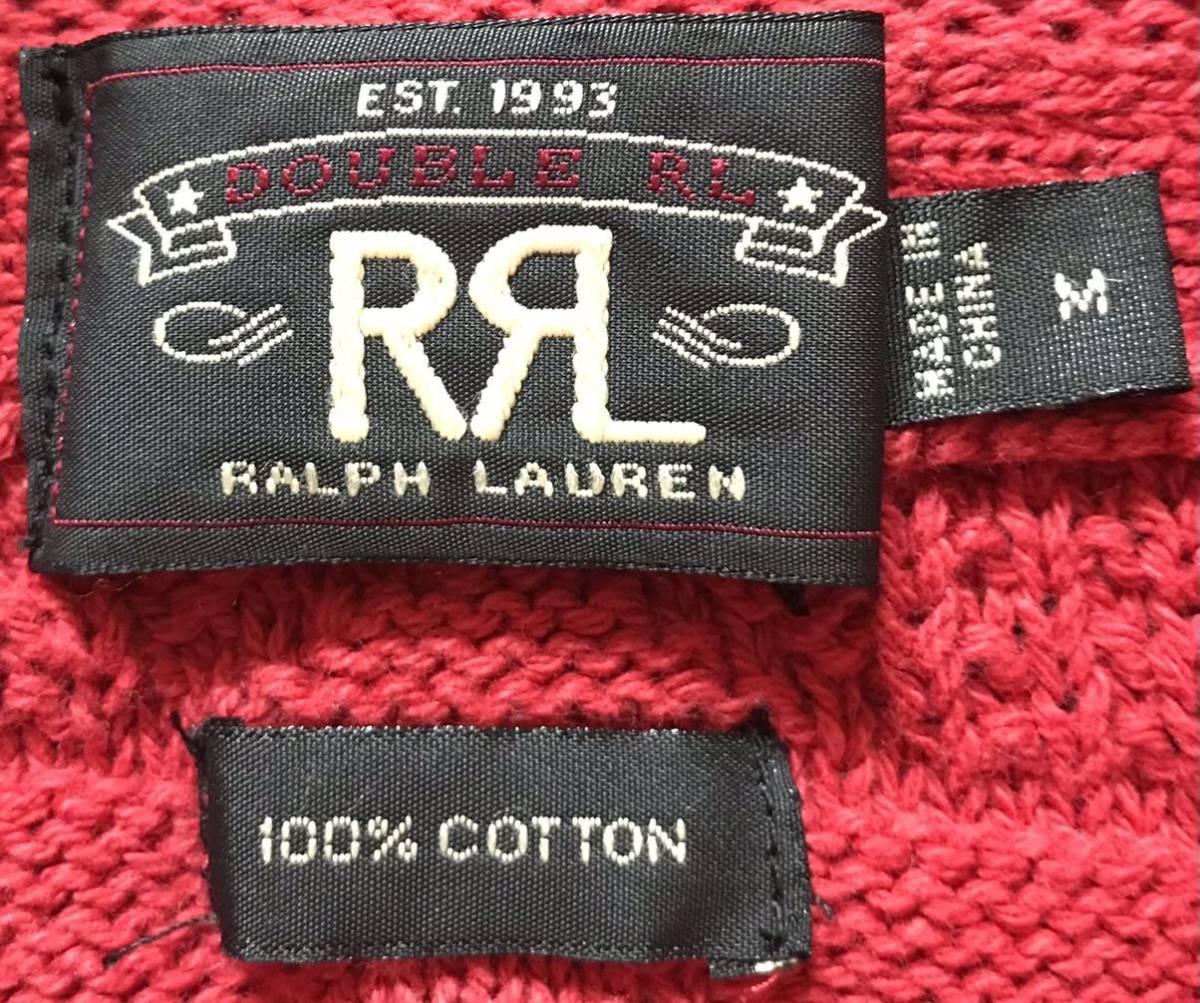 EST. 1993
DOUBLE RL
RRL
RALPH LAUREN
MADE IN
CHINA
M
100% COTTON